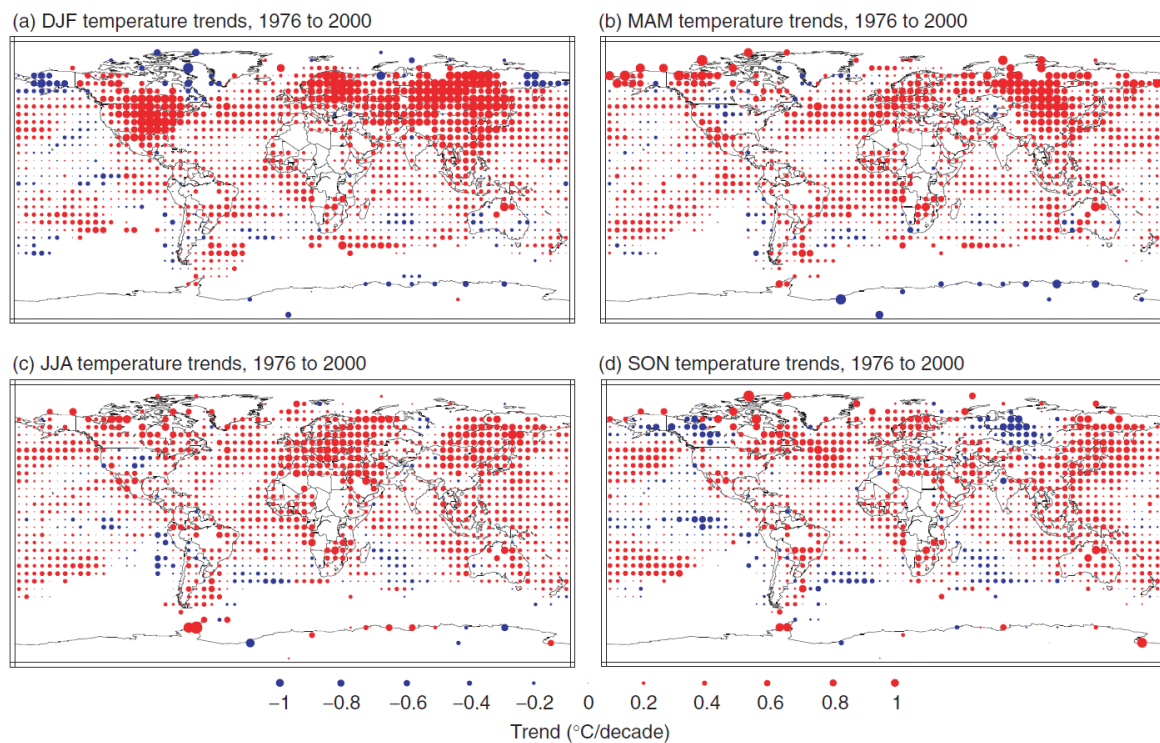 (a) DJF temperature trends, 1976 to 2000
(b) MAM temperature trends, 1976 to 2000
(c) JJA temperature trends, 1976 to 2000
(d) SON temperature trends, 1976 to 2000
−1 −0.8 −0.6 −0.4 −0.2 0 0.2 0.4 0.6 0.8 1
Trend (°C/decade)